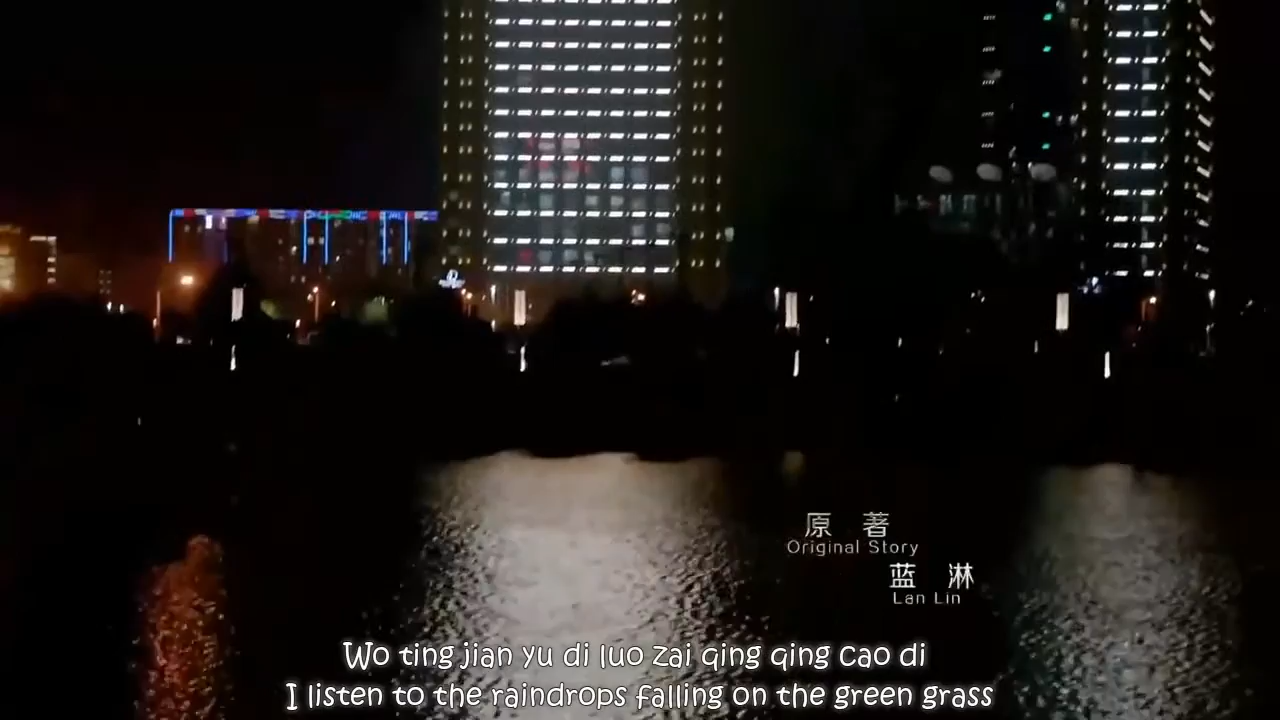 原 著
Original Story
蓝 淋
Lan Lin
Wo ting jian yu di luo zai qing qing cao di
I listen to the raindrops falling on the green grass